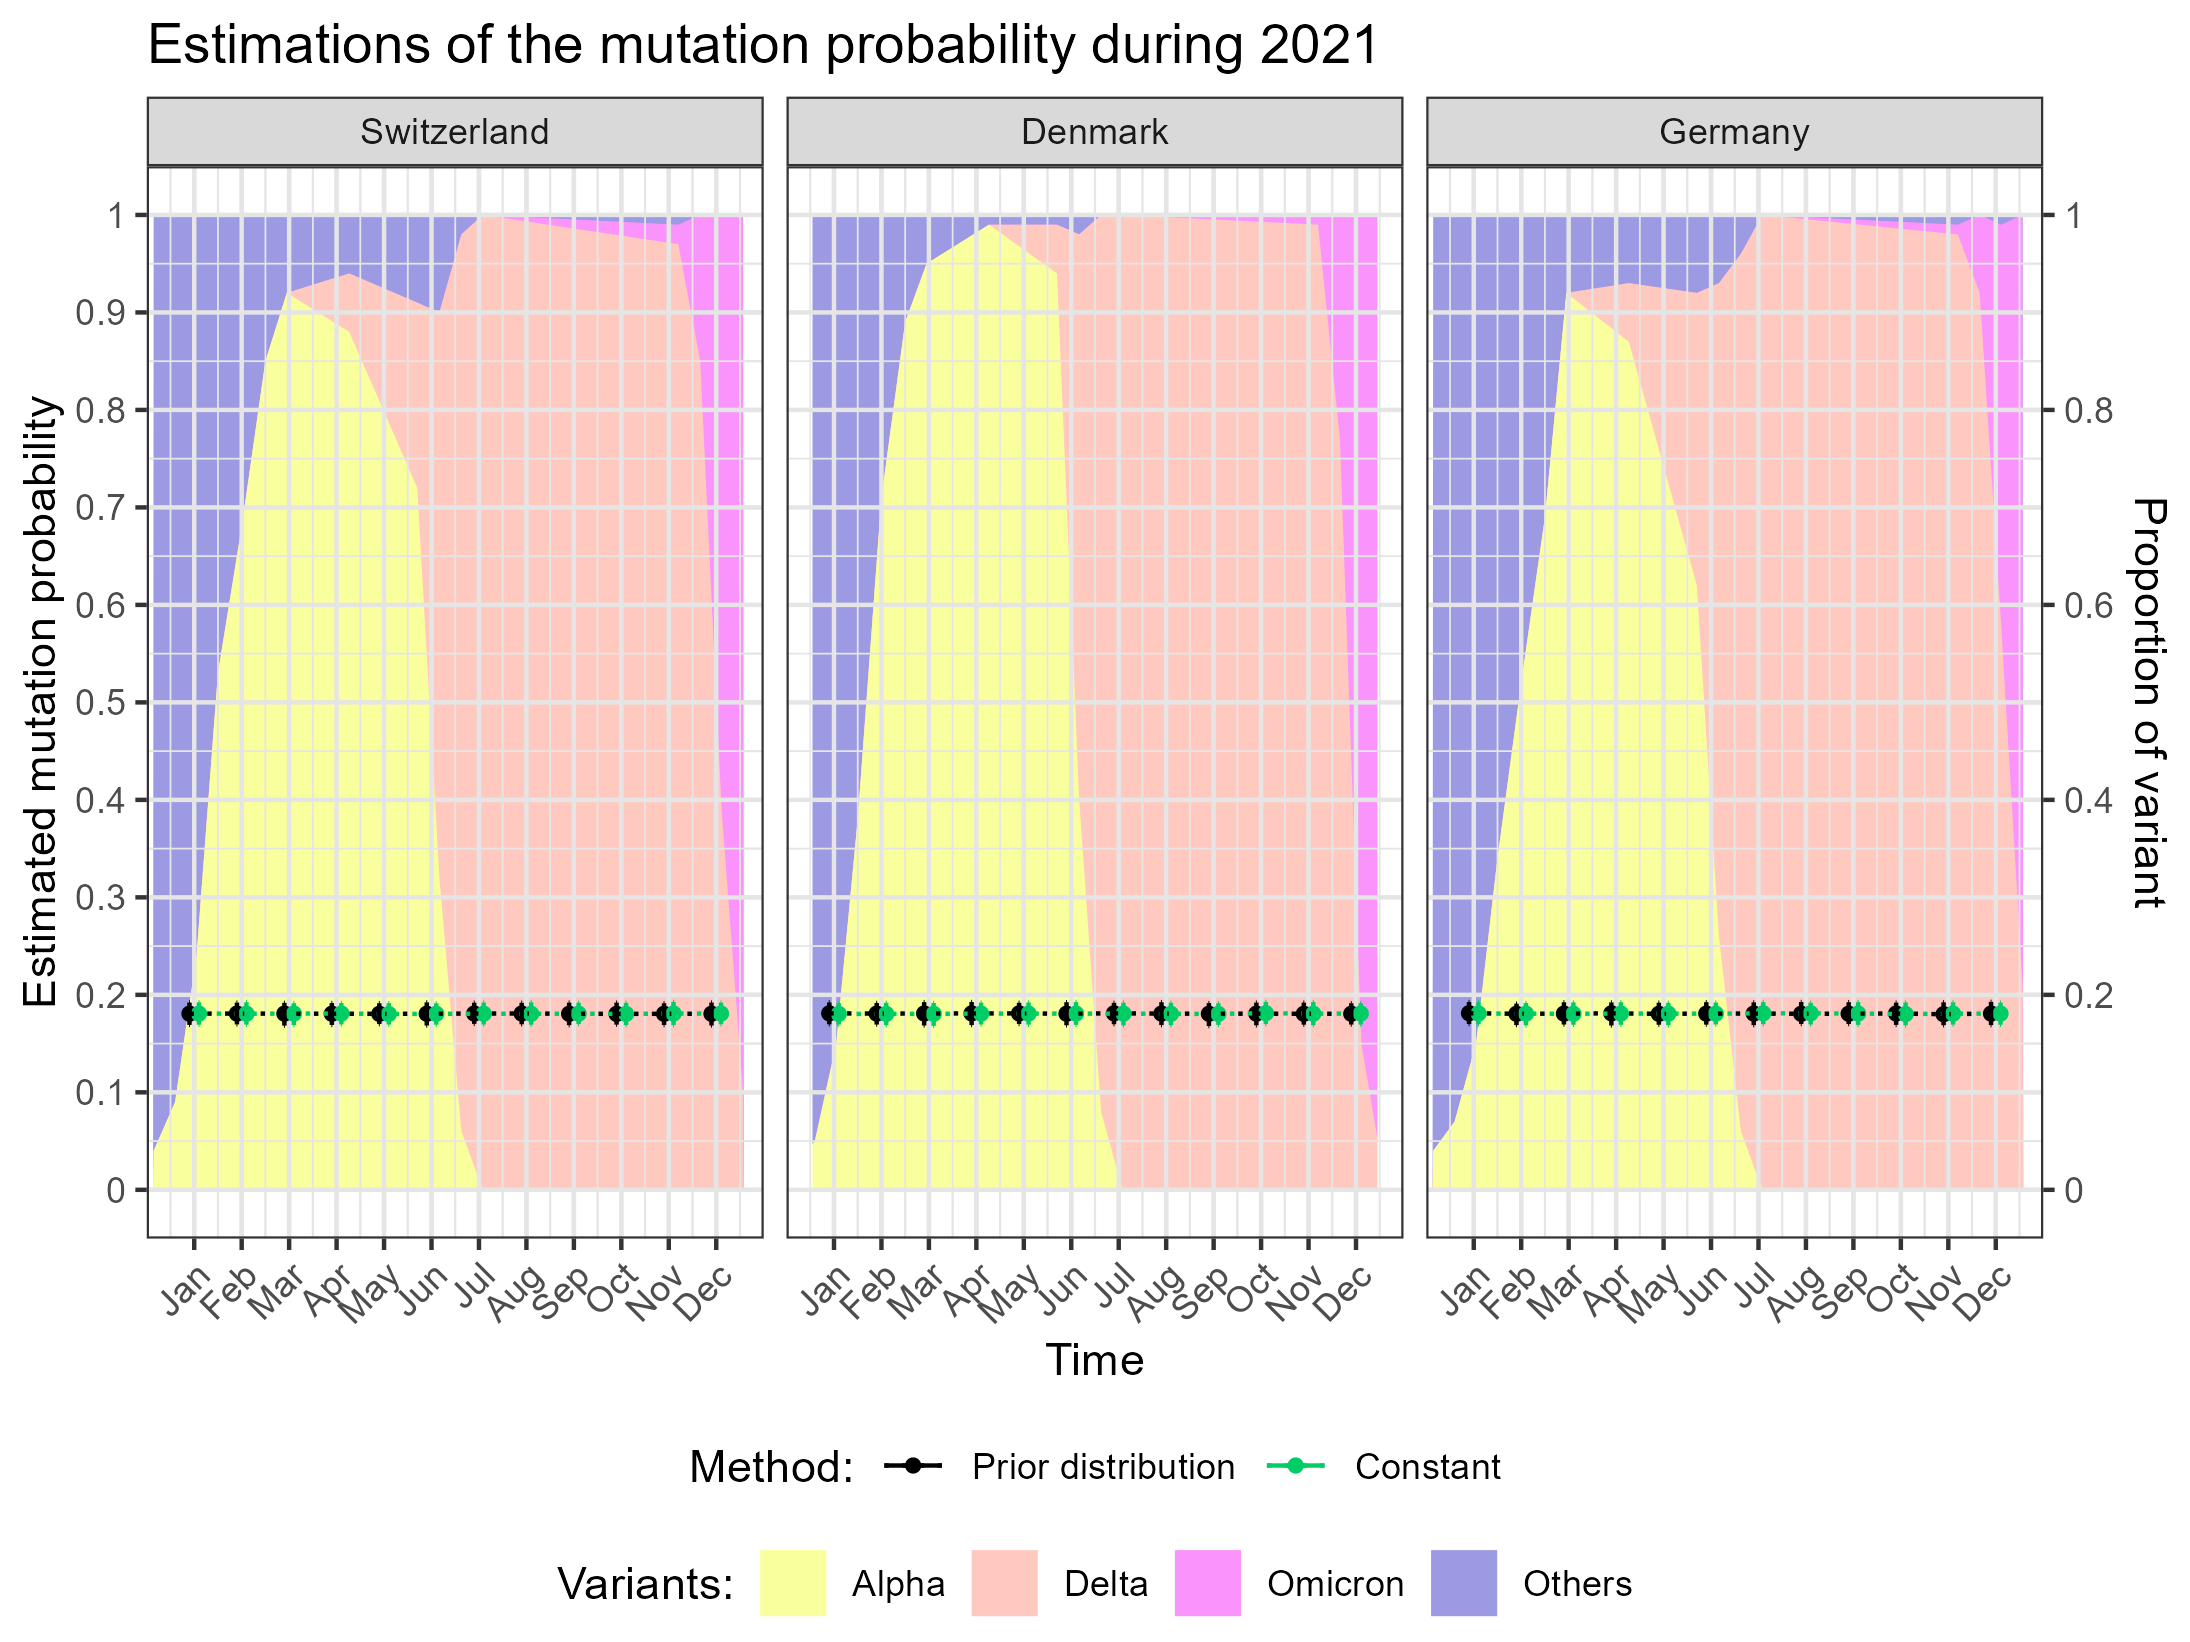 Estimations of the mutation probability during 2021
Switzerland
Denmark
Germany
Estimated mutation probability
1
0.9
0.8
0.7
0.6
0.5
0.4
0.3
0.2
0.1
0
1
0.8
0.6
0.4
0.2
0
Proportion of variant
Jan Feb Mar Apr May Jun Jul Aug Sep Oct Nov Dec
Jan Feb Mar Apr May Jun Jul Aug Sep Oct Nov Dec
Jan Feb Mar Apr May Jun Jul Aug Sep Oct Nov Dec
Time
Method: Prior distribution Constant
Variants: Alpha Delta Omicron Others